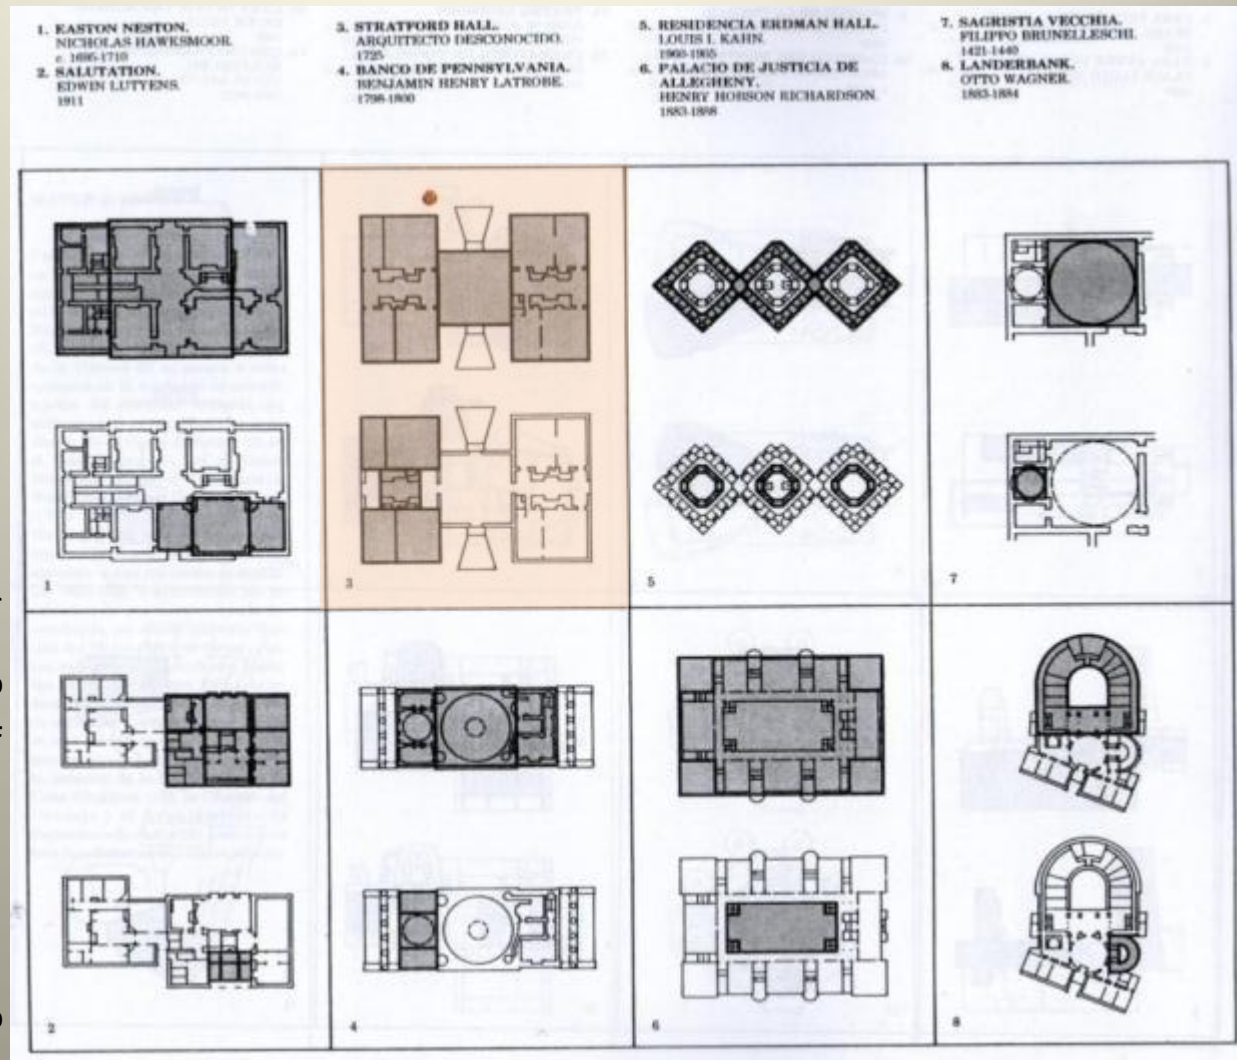 1. EASTON NESTON.
NICHOLAS HAWKSMOOR.
c. 1695-1710
2. SALUTATION.
EDWIN LUTYENS.
1911
3. STRATFORD HALL.
ARQUITECTO DESCONOCIDO.
1725
4. BANCO DE PENNSYLVANIA.
BENJAMIN HENRY LATROBE.
1798-1800
5. RESIDENCIA ERDMAN HALL.
LOUIS I. KAHN.
1960-1965
6. PALACIO DE JUSTICIA DE
ALLEGHENY.
HENRY HOBSON RICHARDSON.
1883-1888
7. SAGRISTIA VECCHIA.
FILIPPO BRUNELLESCHI.
1421-1440
8. LANDERBANK.
OTTO WAGNER.
1883-1884
1
3
5
7
2
4
6
8